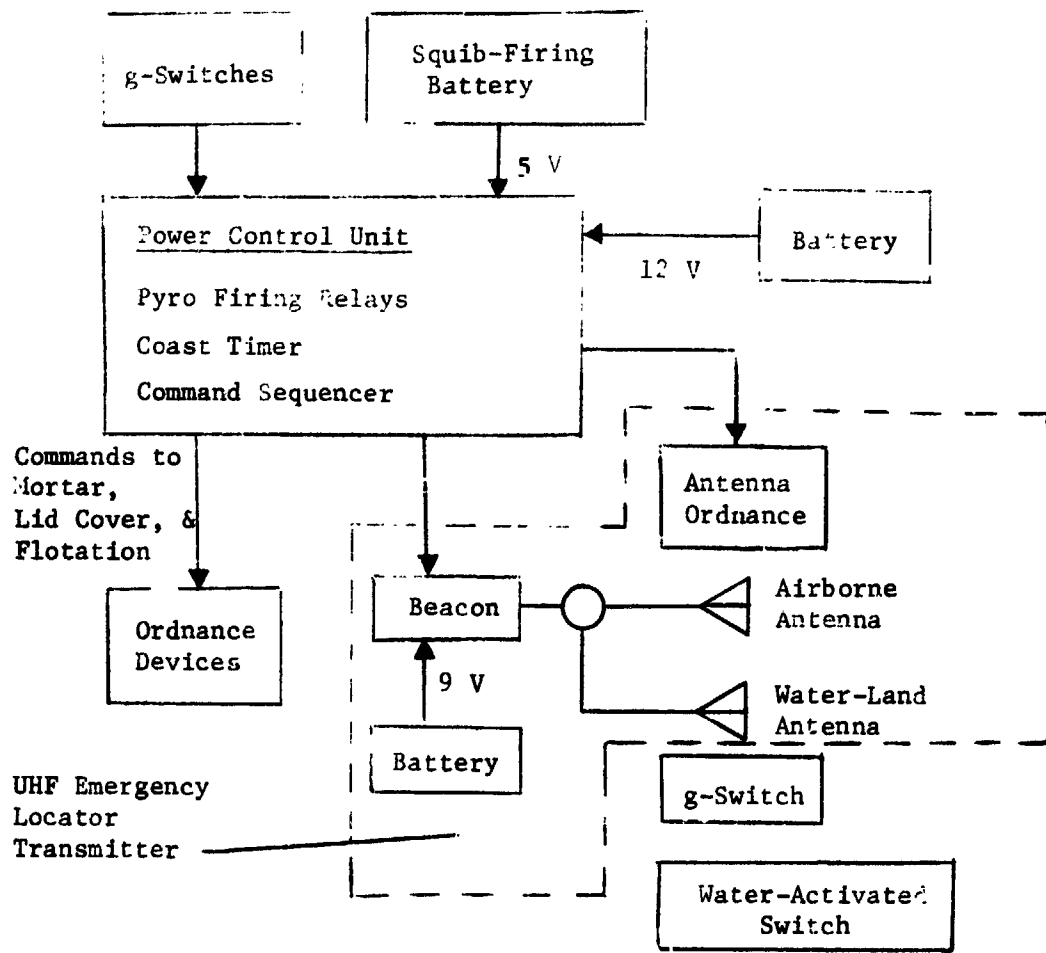 g-Switches
Squib-Firing
Battery
5 V
Power Control Unit
Pyro Firing Relays
Coast Timer
Command Sequencer
Battery
12 V
Commands to
Mortar,
Lid Cover, &
Flotation
Antenna
Ordnance
Ordnance
Devices
Beacon
Airborne
Antenna
9 V
Water-Land
Antenna
Battery
UHF Emergency
Locator
Transmitter
g-Switch
Water-Activated
Switch